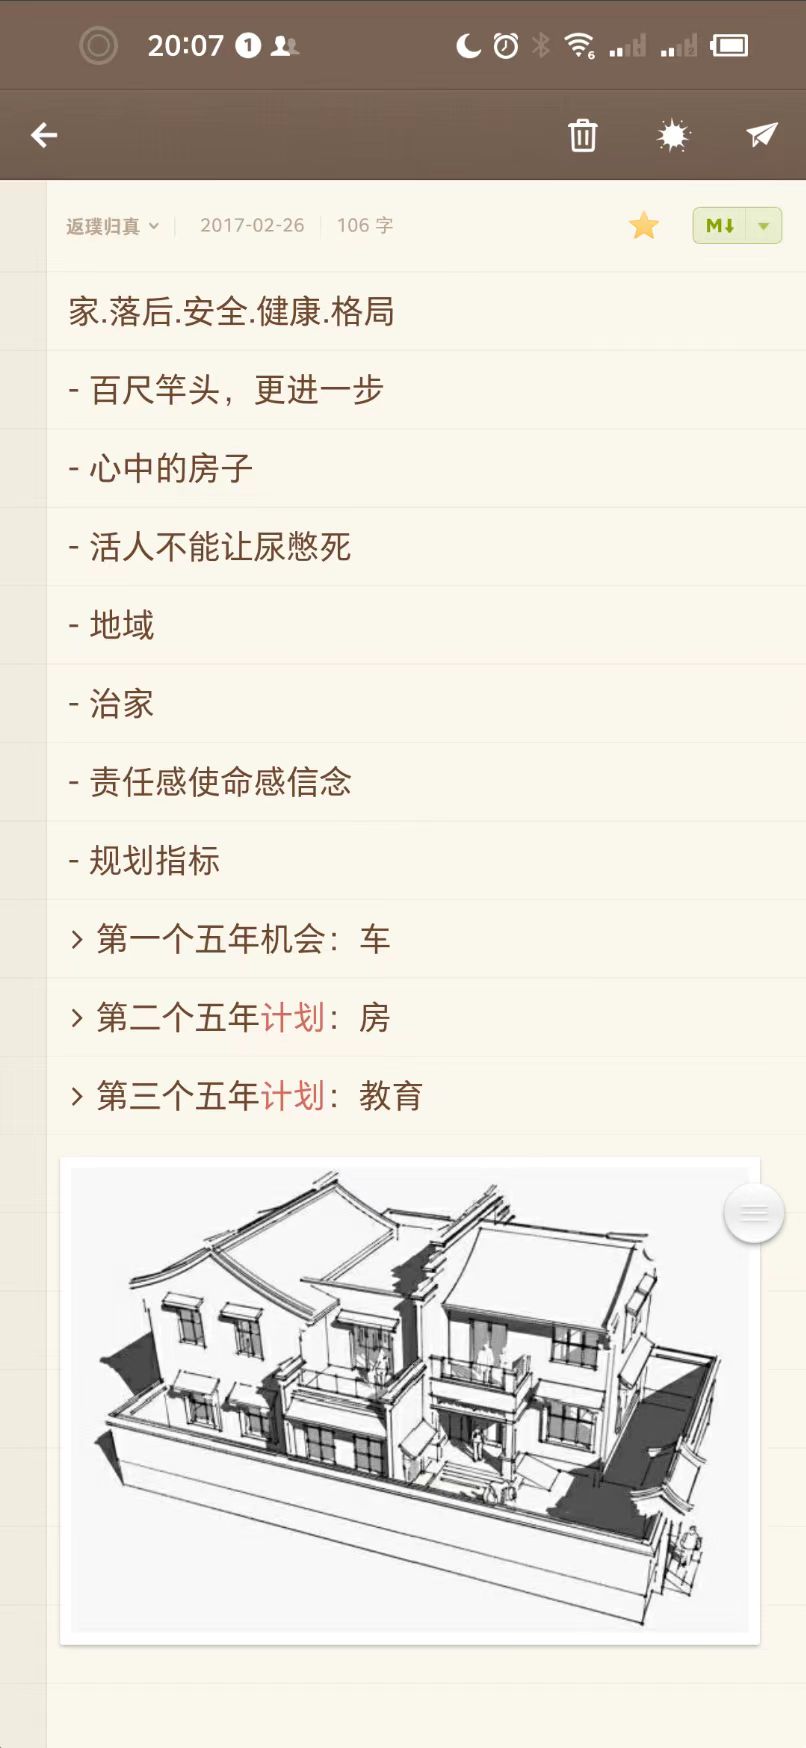 20:07 1
6 1 2
返璞归真 2017-02-26 106 字 M↓
家.落后.安全.健康.格局
- 百尺竿头，更进一步
- 心中的房子
- 活人不能让尿憋死
- 地域
- 治家
- 责任感使命感信念
- 规划指标
> 第一个五年机会：车
> 第二个五年计划：房
> 第三个五年计划：教育